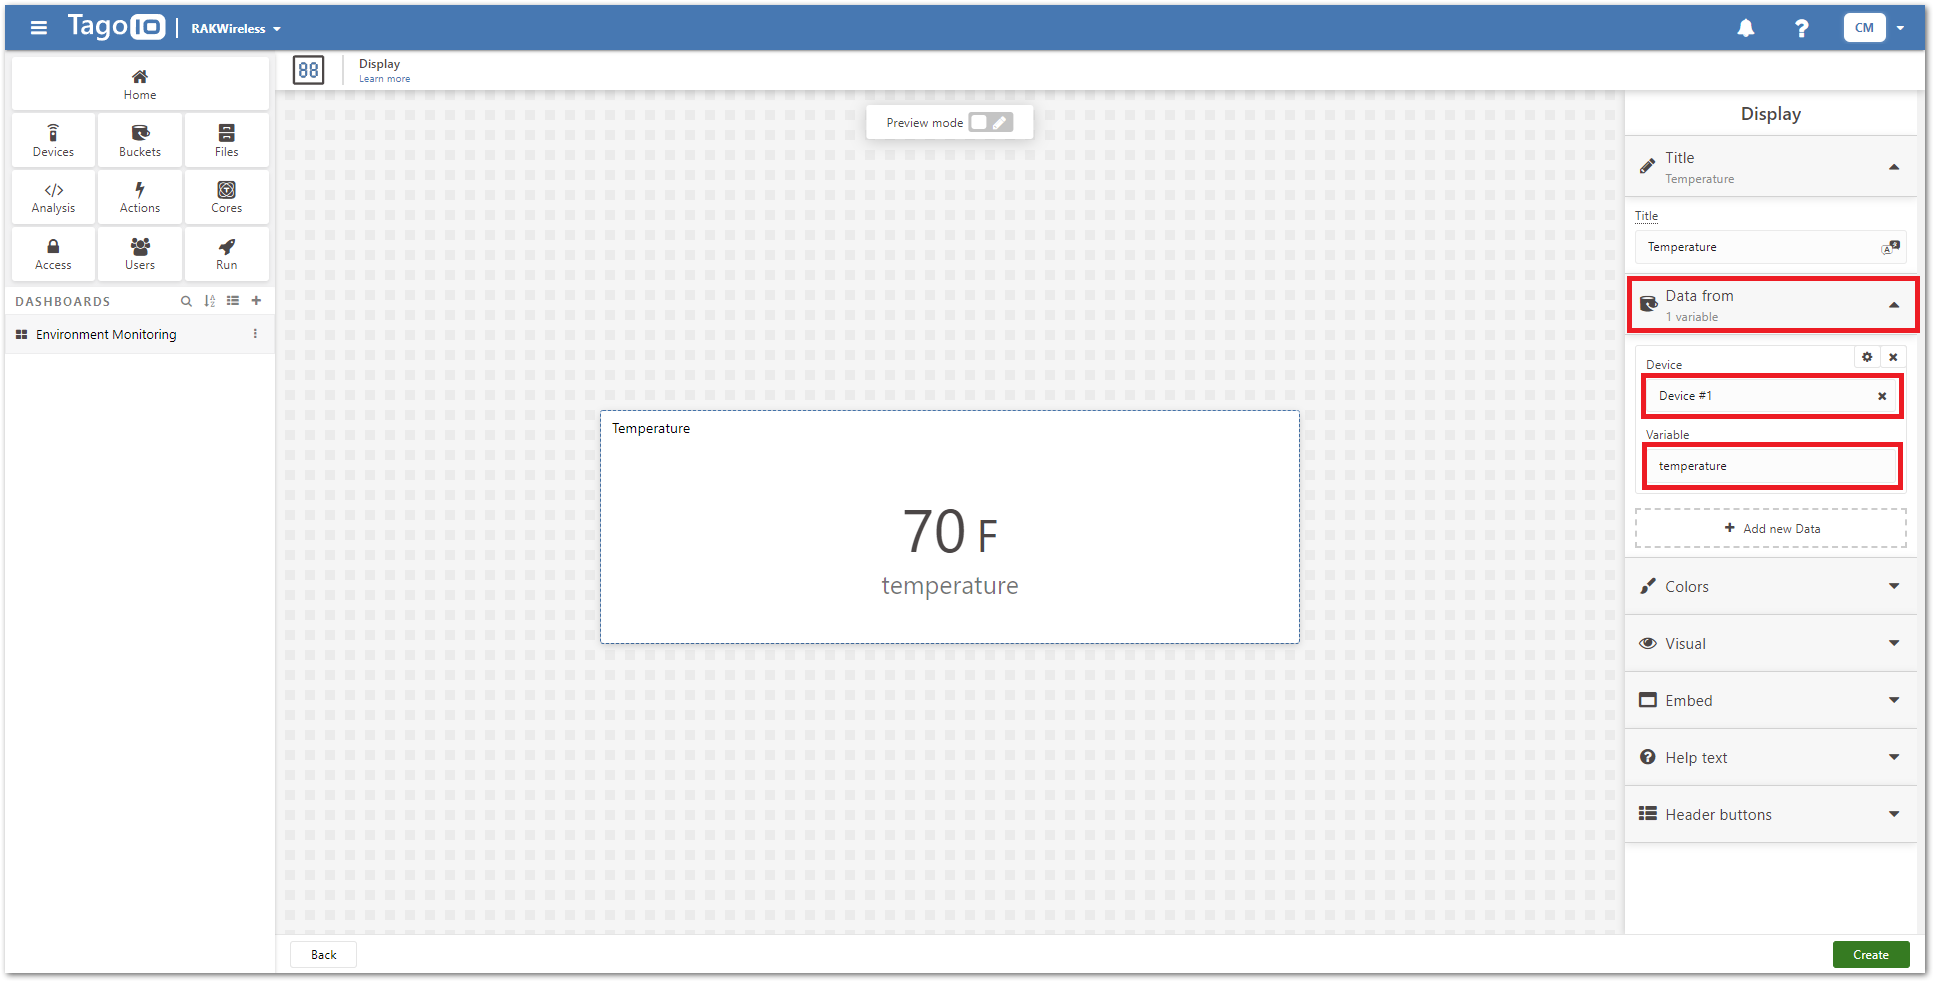 TagoIO
RAKWireless
CM
Home
Devices
Buckets
Files
Analysis
Actions
Cores
Access
Users
Run
DASHBOARDS
Environment Monitoring
88
Display
Learn more
Preview mode
Temperature
70 F
temperature
Back
Display
Title
Temperature
Title
Temperature
Data from
1 variable
Device
Device #1
Variable
temperature
+ Add new Data
Colors
Visual
Embed
Help text
Header buttons
Create